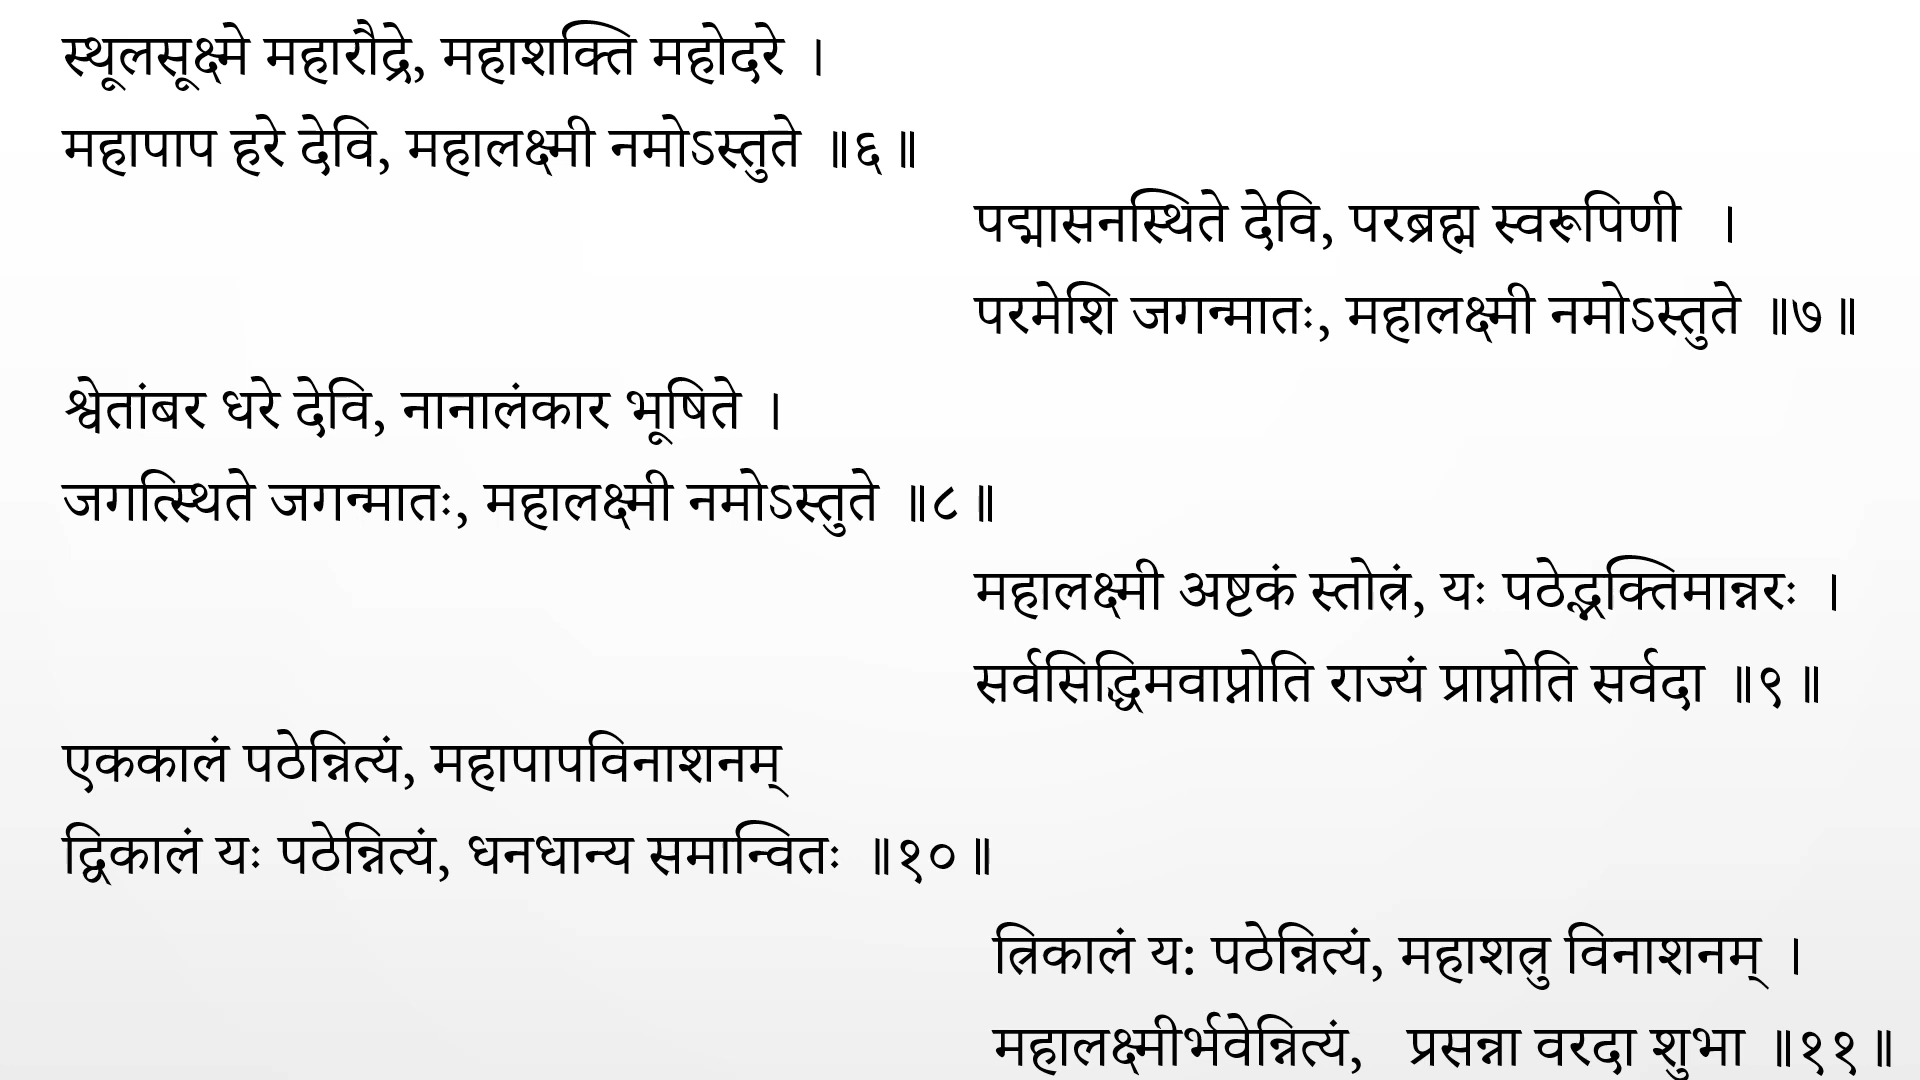 स्थूलसूक्ष्मे महारौद्रे, महाशक्ति महोदरे ।
महापाप हरे देवि, महालक्ष्मी नमोऽस्तुते ॥६॥
पद्मासनस्थिते देवि, परब्रह्म स्वरूपिणी ।
परमेशि जगन्मातः, महालक्ष्मी नमोऽस्तुते ॥७॥
श्वेतांबर धरे देवि, नानालंकार भूषिते ।
जगत्स्थिते जगन्मातः, महालक्ष्मी नमोऽस्तुते ॥८॥
महालक्ष्मी अष्टकं स्तोत्रं, यः पठेद्भक्तिमान्नरः ।
सर्वसिद्धिमवाप्नोति राज्यं प्राप्नोति सर्वदा ॥९॥
एककालं पठेन्नित्यं, महापापविनाशनम्
द्विकालं यः पठेन्नित्यं, धनधान्य समान्वितः ॥१०॥
त्रिकालं य: पठेन्नित्यं, महाशत्रु विनाशनम् ।
महालक्ष्मीर्भवेन्नित्यं, प्रसन्ना वरदा शुभा ॥११॥